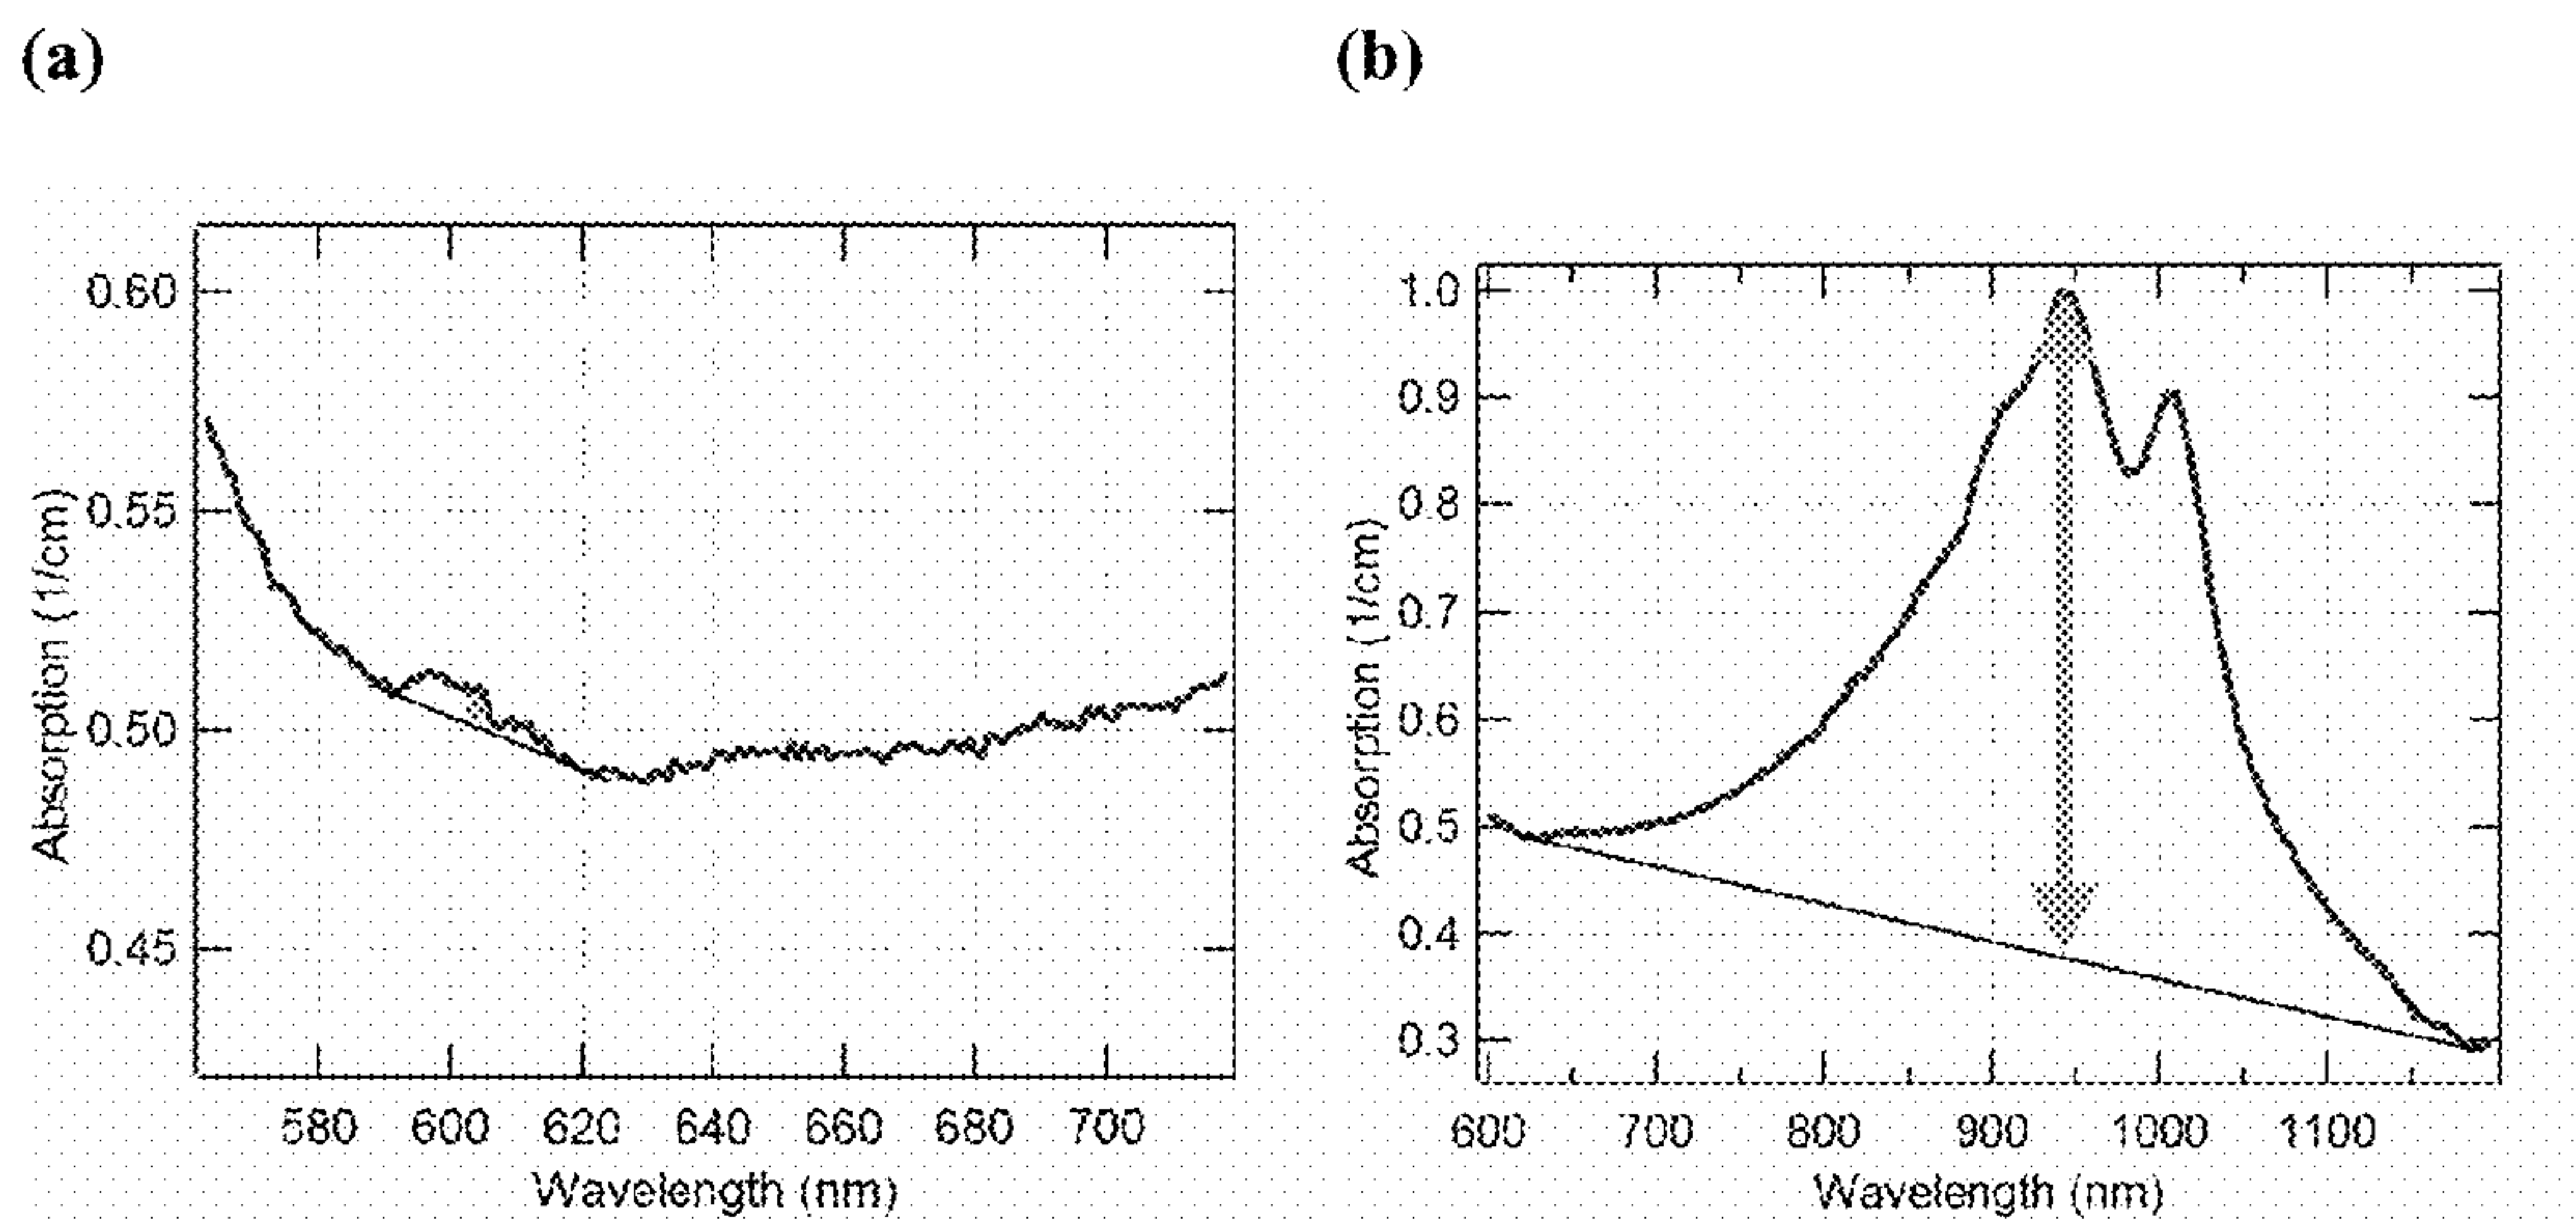 (a)
(b)
Absorption (1/cm)
0.60
0.55
0.50
0.45
580 600 620 640 660 680 700
Wavelength (nm)
Absorption (1/cm)
1.0
0.9
0.8
0.7
0.6
0.5
0.4
0.3
600 700 800 900 1000 1100
Wavelength (nm)